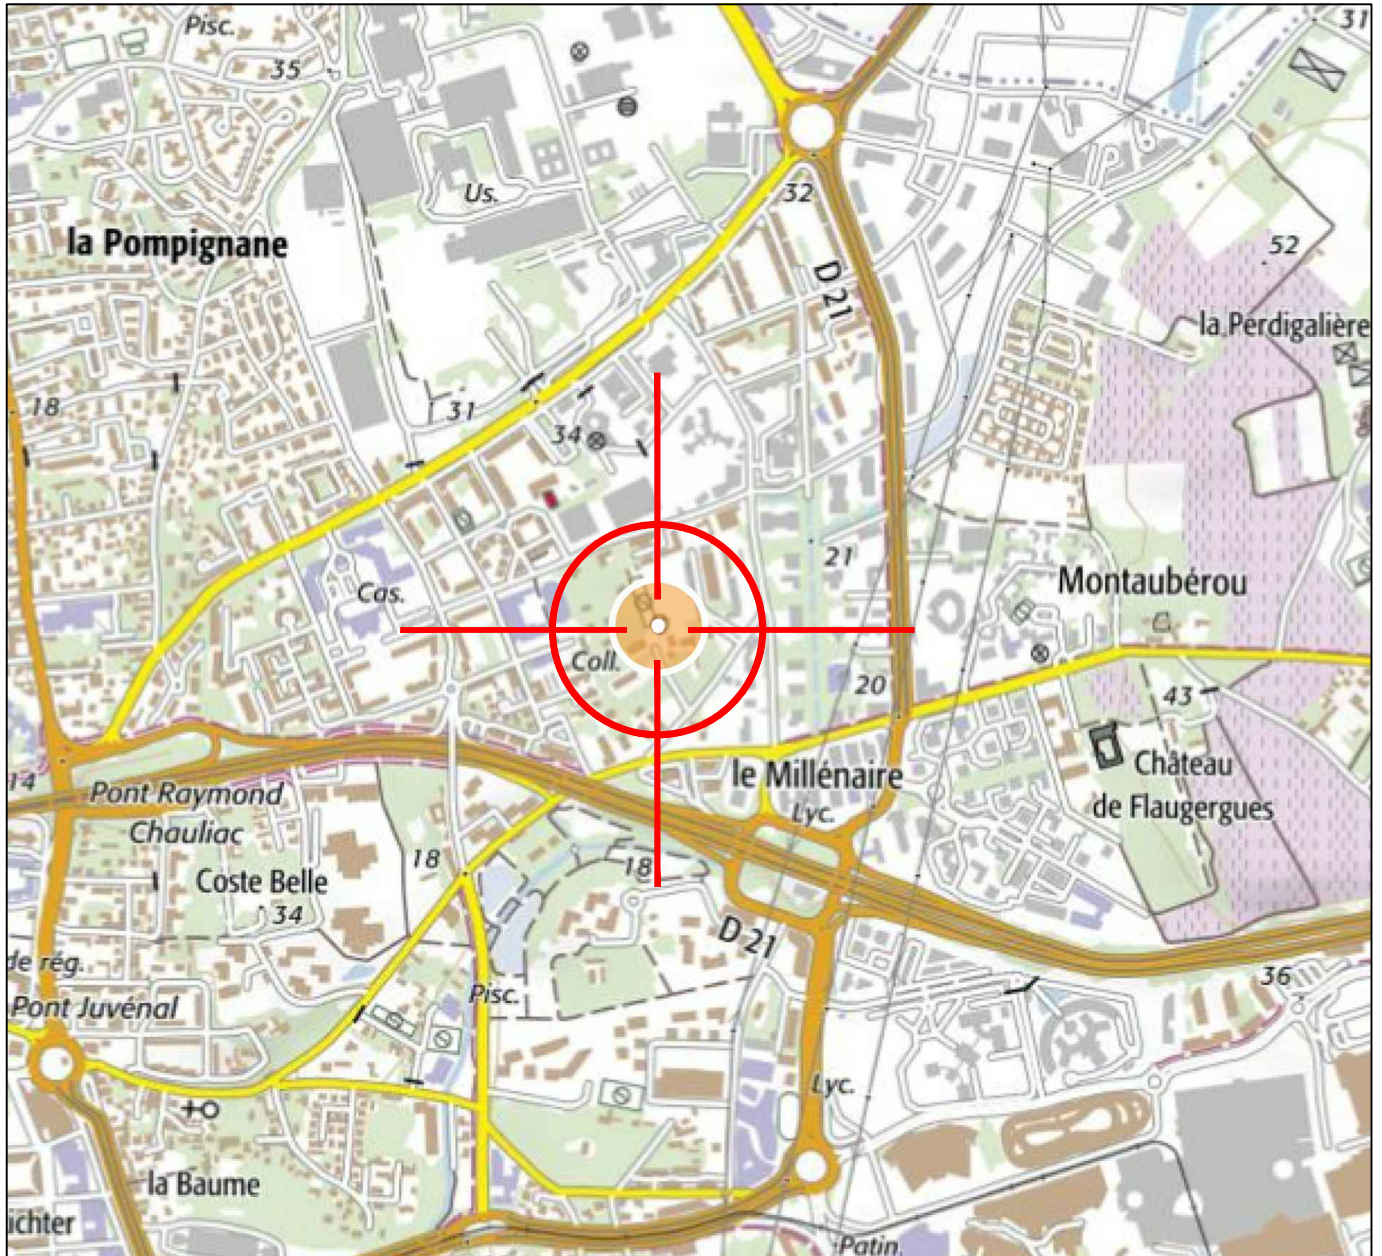 Pisc.
31
35
Us.
32
la Pompignane
52
D 21
la Perdigalière
18
31
34
21
Montaubérou
Cas.
Coll.
20
43
le Millénaire
Château
14
Pont Raymond
de Flaugergues
Chauliac
Lyc.
18
18
Coste Belle
34
D 21
de rég.
36
Pisc.
Pont Juvénal
Lyc.
la Baume
ichter
Patin.